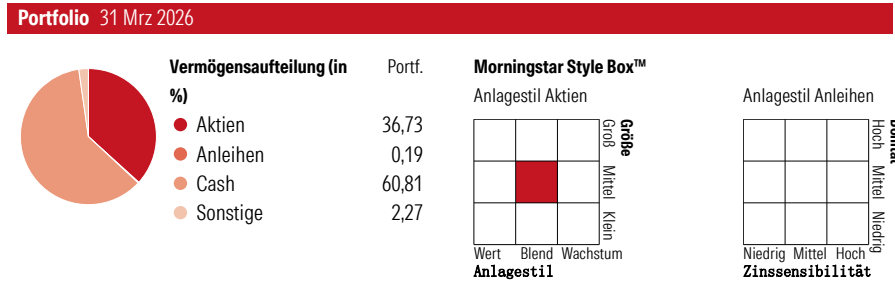 Portfolio 31 Mrz 2026
Vermögensaufteilung (in %) Portf.
Aktien 36,73
Anleihen 0,19
Cash 60,81
Sonstige 2,27
Morningstar Style Box™
Anlagestil Aktien
Größe
Groß Mittel Klein
Wert Blend Wachstum
Anlagestil
Anlagestil Anleihen
Hoch Mittel Niedrig
Niedrig Mittel Hoch
Zinssensibilität